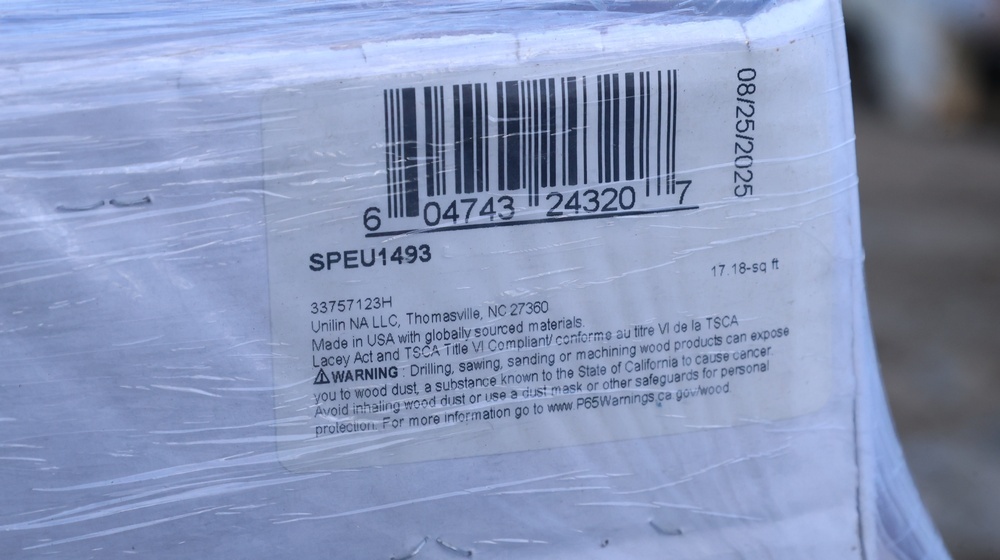 08/25/2025
6 04743 24320 7
SPEU1493
17.18-sq ft
33757123H
Unilin NA LLC, Thomasville, NC 27360
Made in USA with globally sourced materials.
Lacey Act and TSCA Title VI Compliant/ conforme au titre VI de la TSCA
⚠WARNING : Drilling, sawing, sanding or machining wood products can expose
you to wood dust, a substance known to the State of California to cause cancer.
Avoid inhaling wood dust or use a dust mask or other safeguards for personal
protection. For more information go to www.P65Warnings.ca.gov/wood